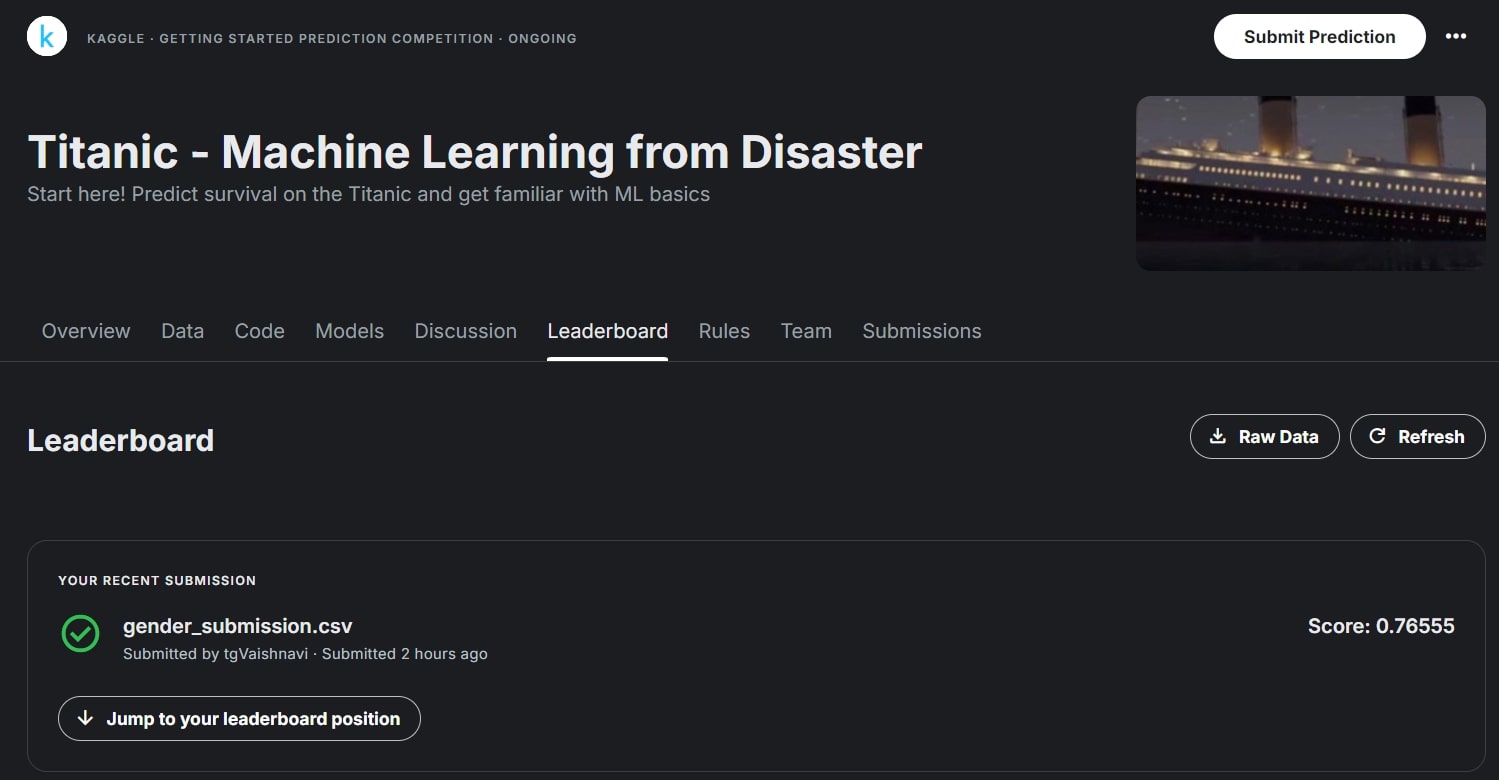 k
KAGGLE · GETTING STARTED PREDICTION COMPETITION · ONGOING
Submit Prediction
Titanic - Machine Learning from Disaster
Start here! Predict survival on the Titanic and get familiar with ML basics
Overview Data Code Models Discussion Leaderboard Rules Team Submissions
Leaderboard
Raw Data
Refresh
YOUR RECENT SUBMISSION
gender_submission.csv
Score: 0.76555
Submitted by tgVaishnavi · Submitted 2 hours ago
Jump to your leaderboard position